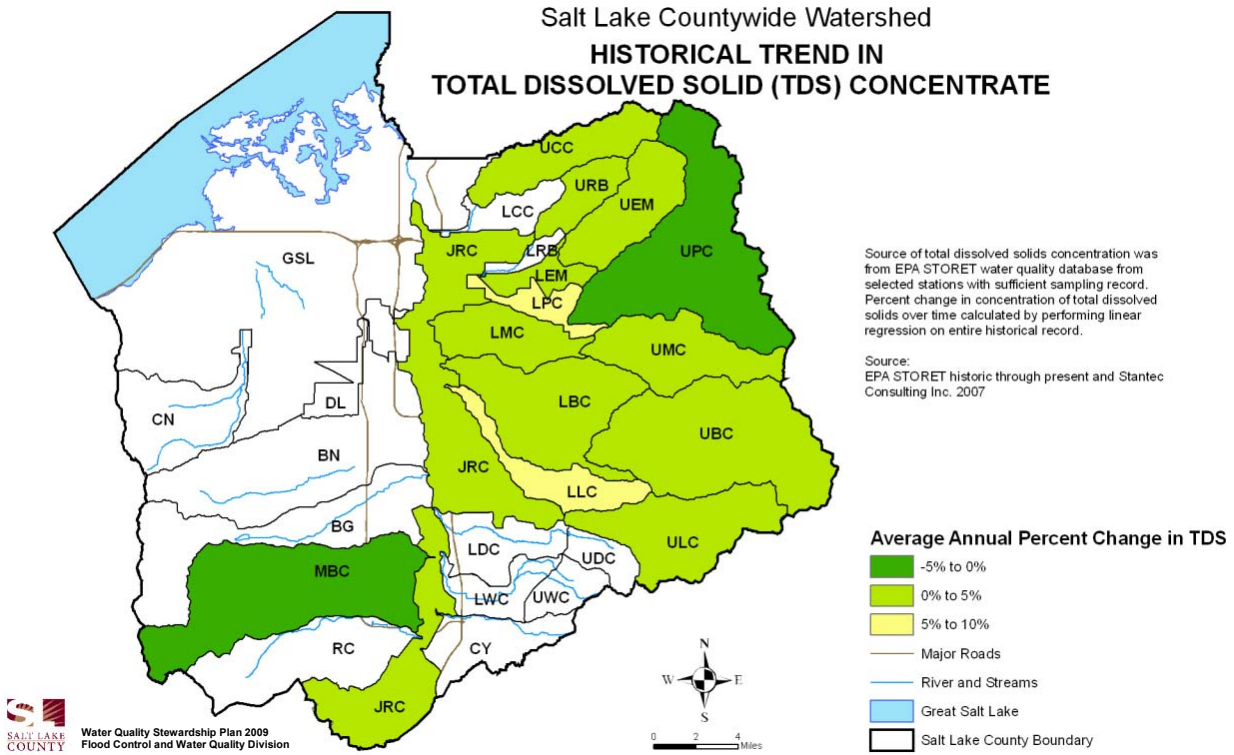 Salt Lake Countywide Watershed
HISTORICAL TREND IN
TOTAL DISSOLVED SOLID (TDS) CONCENTRATE
UCC
URB
LCC
UEM
JRC
LRB
UPC
GSL
LEM
LPC
LMC
UMC
DL
LBC
CN
UBC
BN
JRC
LLC
BG
LDC
ULC
UDC
MBC
LWC
UWC
RC
CY
JRC
Source of total dissolved solids concentration was
from EPA STORET water quality database from
selected stations with sufficient sampling record.
Percent change in concentration of total dissolved
solids over time calculated by performing linear
regression on entire historical record.
Source:
EPA STORET historic through present and Stantec
Consulting Inc. 2007
Average Annual Percent Change in TDS
-5% to 0%
0% to 5%
5% to 10%
Major Roads
River and Streams
Great Salt Lake
Salt Lake County Boundary
N
W E
S
0 2 4
Miles
SL
SALT LAKE
COUNTY
Water Quality Stewardship Plan 2009
Flood Control and Water Quality Division